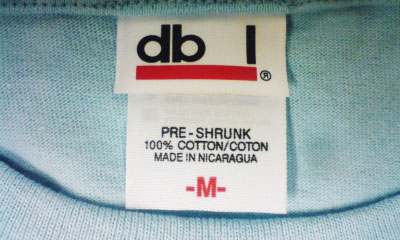 db l
®
PRE-SHRUNK
100% COTTON/COTON
MADE IN NICARAGUA
-M-